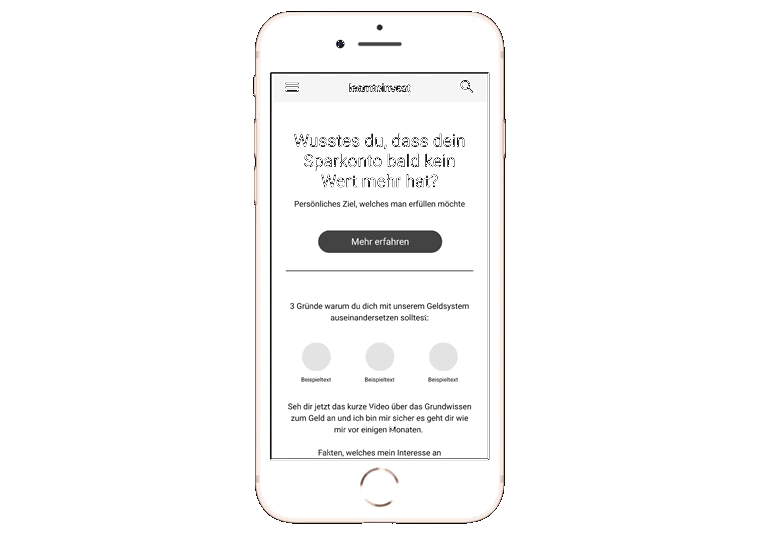 learntoinvest
Wusstes du, dass dein
Sparkonto bald kein
Wert mehr hat?
Persönliches Ziel, welches man erfüllen möchte
Mehr erfahren
3 Gründe warum du dich mit unserem Geldsystem
auseinandersetzen solltest:
Beispieltext Beispieltext Beispieltext
Seh dir jetzt das kurze Video über das Grundwissen
zum Geld an und ich bin mir sicher es geht dir wie
mir vor einigen Monaten.
Fakten, welches mein Interesse an